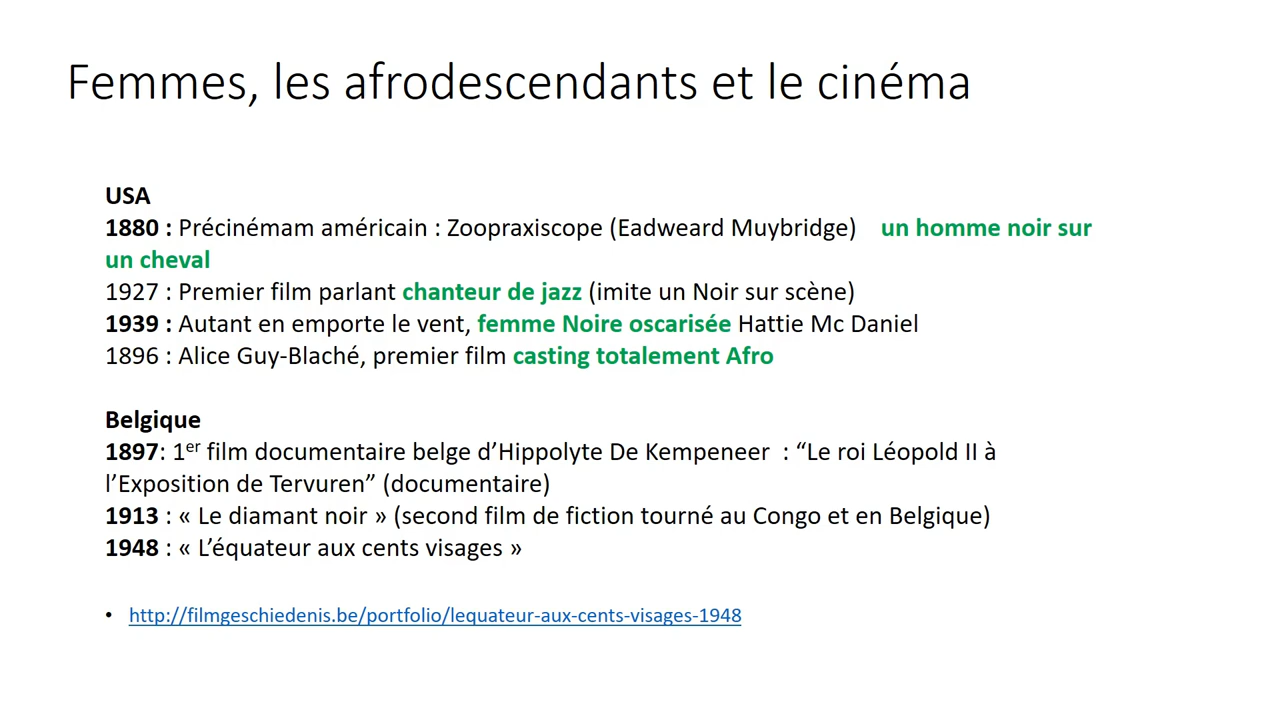 Femmes, les afrodescendants et le cinéma
USA
1880 : Précinémam américain : Zoopraxiscope (Eadweard Muybridge) un homme noir sur
un cheval
1927 : Premier film parlant chanteur de jazz (imite un Noir sur scène)
1939 : Autant en emporte le vent, femme Noire oscarisée Hattie Mc Daniel
1896 : Alice Guy-Blaché, premier film casting totalement Afro
Belgique
1897: 1er film documentaire belge d’Hippolyte De Kempeneer : “Le roi Léopold II à
l’Exposition de Tervuren” (documentaire)
1913 : « Le diamant noir » (second film de fiction tourné au Congo et en Belgique)
1948 : « L’équateur aux cents visages »
• http://filmgeschiedenis.be/portfolio/lequateur-aux-cents-visages-1948